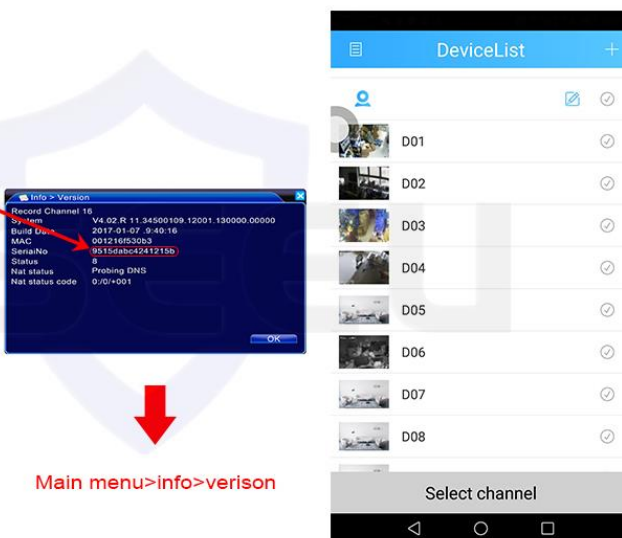 Info > Version
Record Channel 16
System V4.02.R 11.34500109.12001.130000.00000
Build Date 2017-01-07 .9:40:16
MAC 001216f530b3
SerialNo 9515dabc4241215b
Status 8
Nat status Probing DNS
Nat status code 0:/0/+001
OK
Main menu>info>verison
DeviceList
D01
D02
D03
D04
D05
D06
D07
D08
Select channel